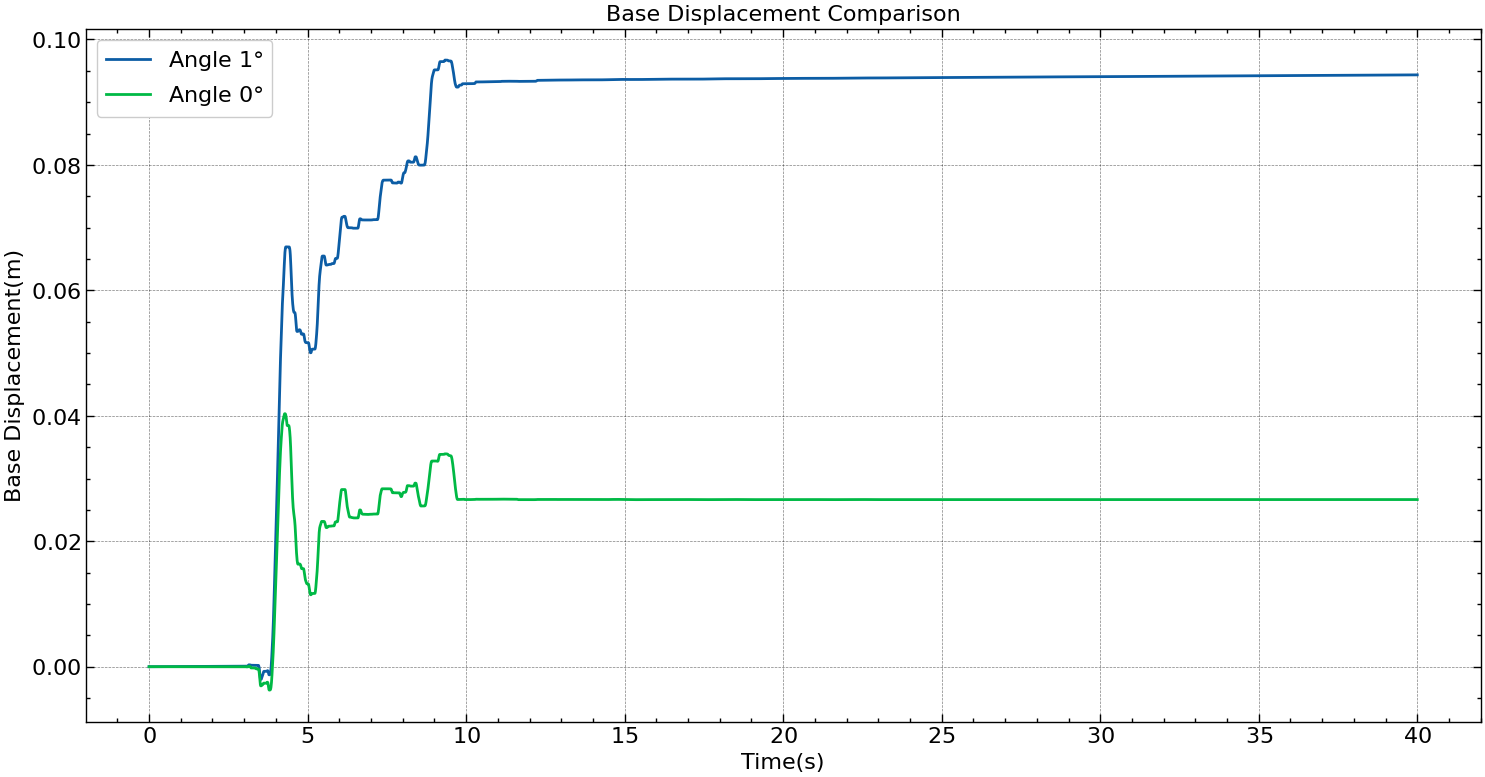 Base Displacement Comparison
Angle 1°
Angle 0°
Base Displacement(m)
0.10
0.08
0.06
0.04
0.02
0.00
0 5 10 15 20 25 30 35 40
Time(s)